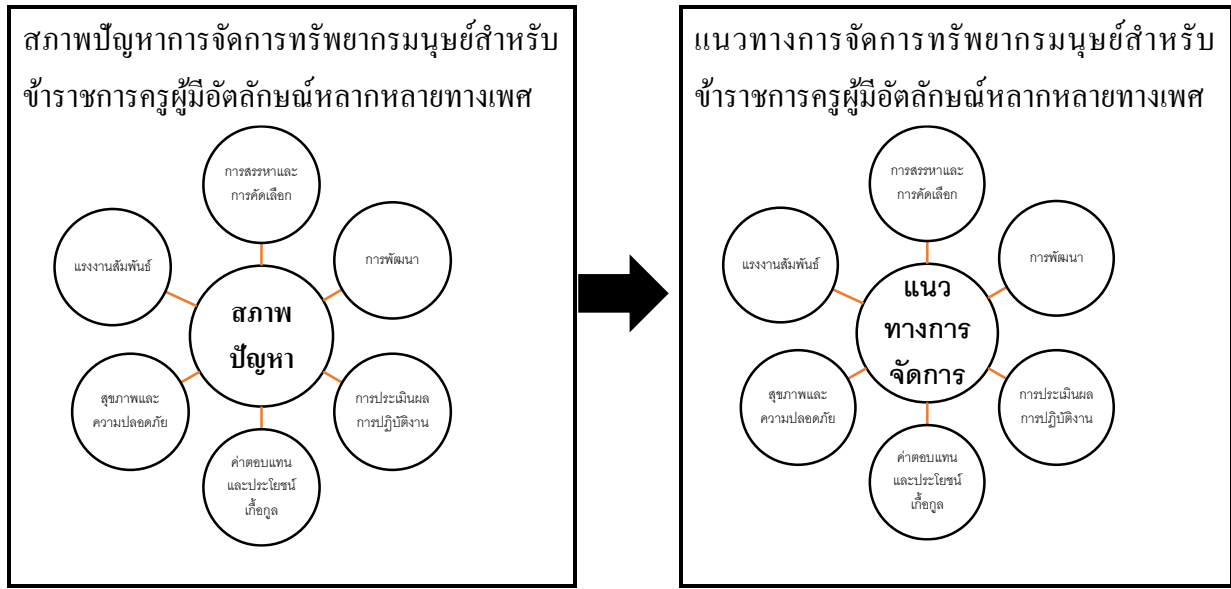 สภาพปัญหาการจัดการทรัพยากรมนุษย์สำหรับ
ข้าราชการครูผู้มีอัตลักษณ์หลากหลายทางเพศ
การสรรหาและ
การคัดเลือก
การพัฒนา
การประเมินผล
การปฏิบัติงาน
ค่าตอบแทน
และประโยชน์
เกื้อกูล
สุขภาพและ
ความปลอดภัย
แรงงานสัมพันธ์
สภาพ
ปัญหา
แนวทางการจัดการทรัพยากรมนุษย์สำหรับ
ข้าราชการครูผู้มีอัตลักษณ์หลากหลายทางเพศ
การสรรหาและ
การคัดเลือก
การพัฒนา
การประเมินผล
การปฏิบัติงาน
ค่าตอบแทน
และประโยชน์
เกื้อกูล
สุขภาพและ
ความปลอดภัย
แรงงานสัมพันธ์
แนว
ทางการ
จัดการ